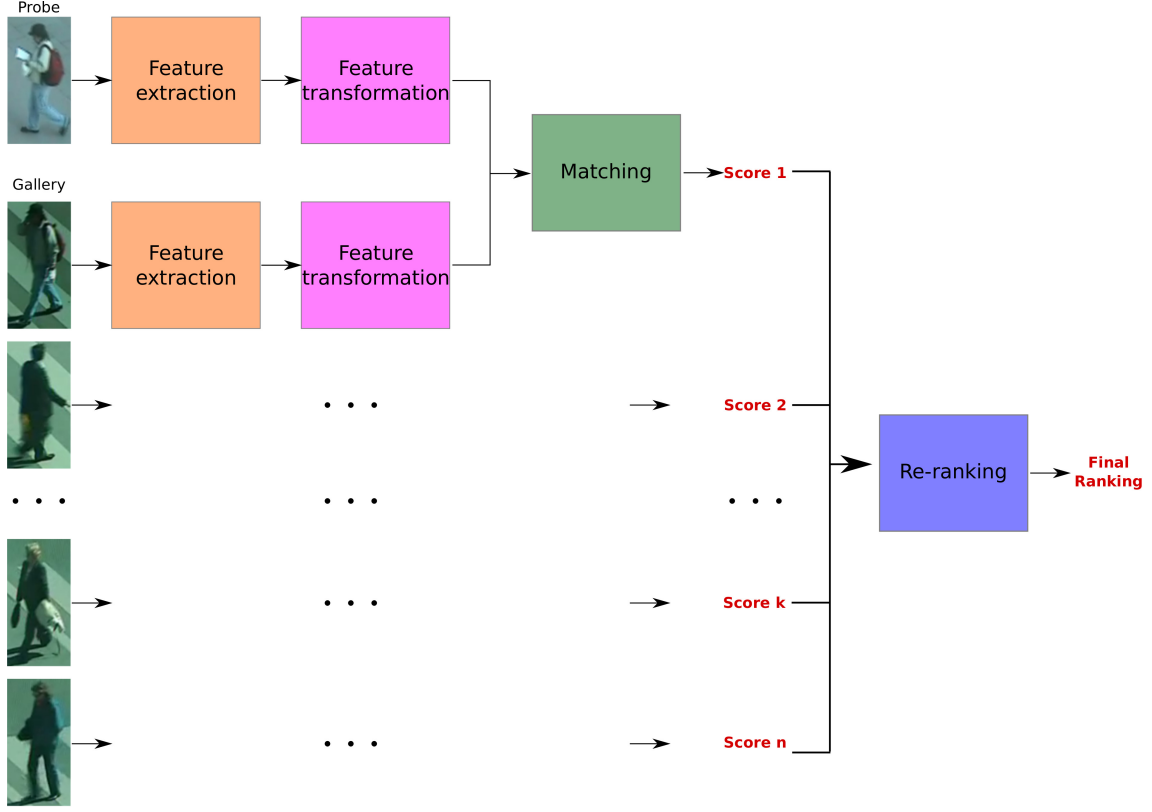 Probe
Feature
extraction
Feature
transformation
Matching
Score 1
Gallery
Feature
extraction
Feature
transformation
. . .
Score 2
Re-ranking
Final
Ranking
. . .
. . .
. . .
. . .
Score k
. . .
Score n